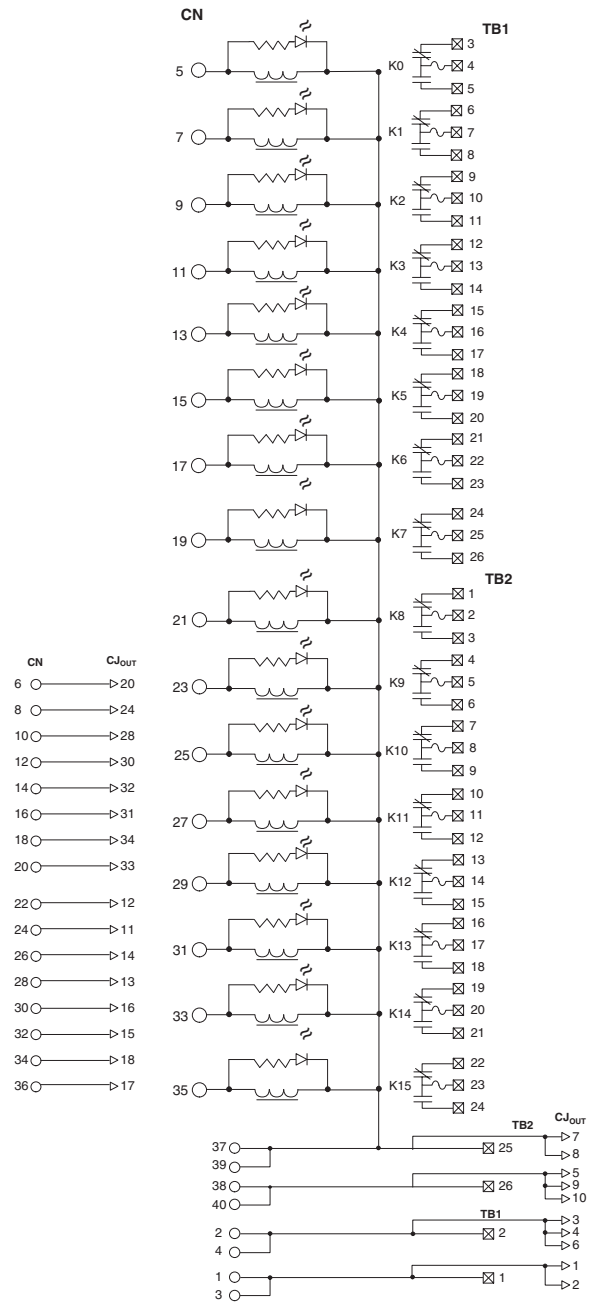 CN
TB1
5 K0 3
4
5
7 K1 6
7
8
9 K2 9
10
11
11 K3 12
13
14
13 K4 15
16
17
15 K5 18
19
20
17 K6 21
22
23
19 K7 24
25
26
TB2
21 K8 1
2
3
23 K9 4
5
6
25 K10 7
8
9
27 K11 10
11
12
29 K12 13
14
15
31 K13 16
17
18
33 K14 19
20
21
35 K15 22
23
24
CN CJOUT
6 20
8 24
10 28
12 30
14 32
16 31
18 34
20 33
22 12
24 11
26 14
28 13
30 16
32 15
34 18
36 17
TB2 CJOUT
37 25 7
39 8
38 26 5
40 9
10
TB1
2 2 3
4 4
6
1 1 1
3 2